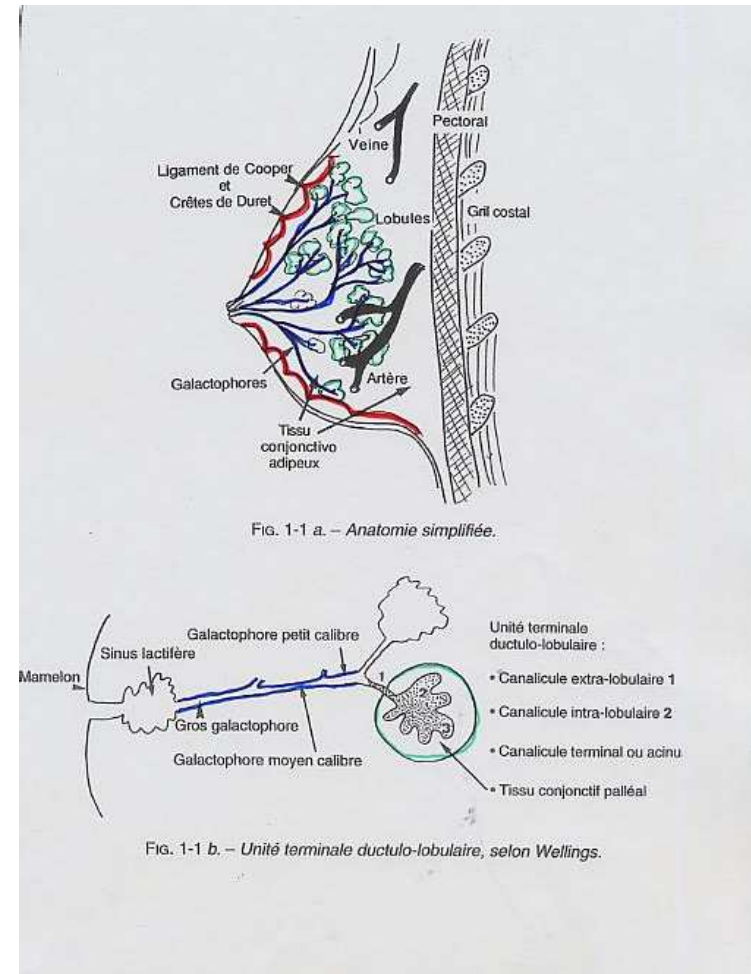 Pectoral
Veine
Ligament de Cooper
et
Crêtes de Duret
Lobules
Gril costal
Galactophores
Artère
Tissu
conjonctivo
adipeux
FIG. 1-1 a. – Anatomie simplifiée.
Unité terminale
ductulo-lobulaire :
Galactophore petit calibre
Sinus lactifère
Mamelon
1
• Canalicule extra-lobulaire 1
2
• Canalicule intra-lobulaire 2
3
Gros galactophore
• Canalicule terminal ou acinu
Galactophore moyen calibre
• Tissu conjonctif palléal
FIG. 1-1 b. – Unité terminale ductulo-lobulaire, selon Wellings.